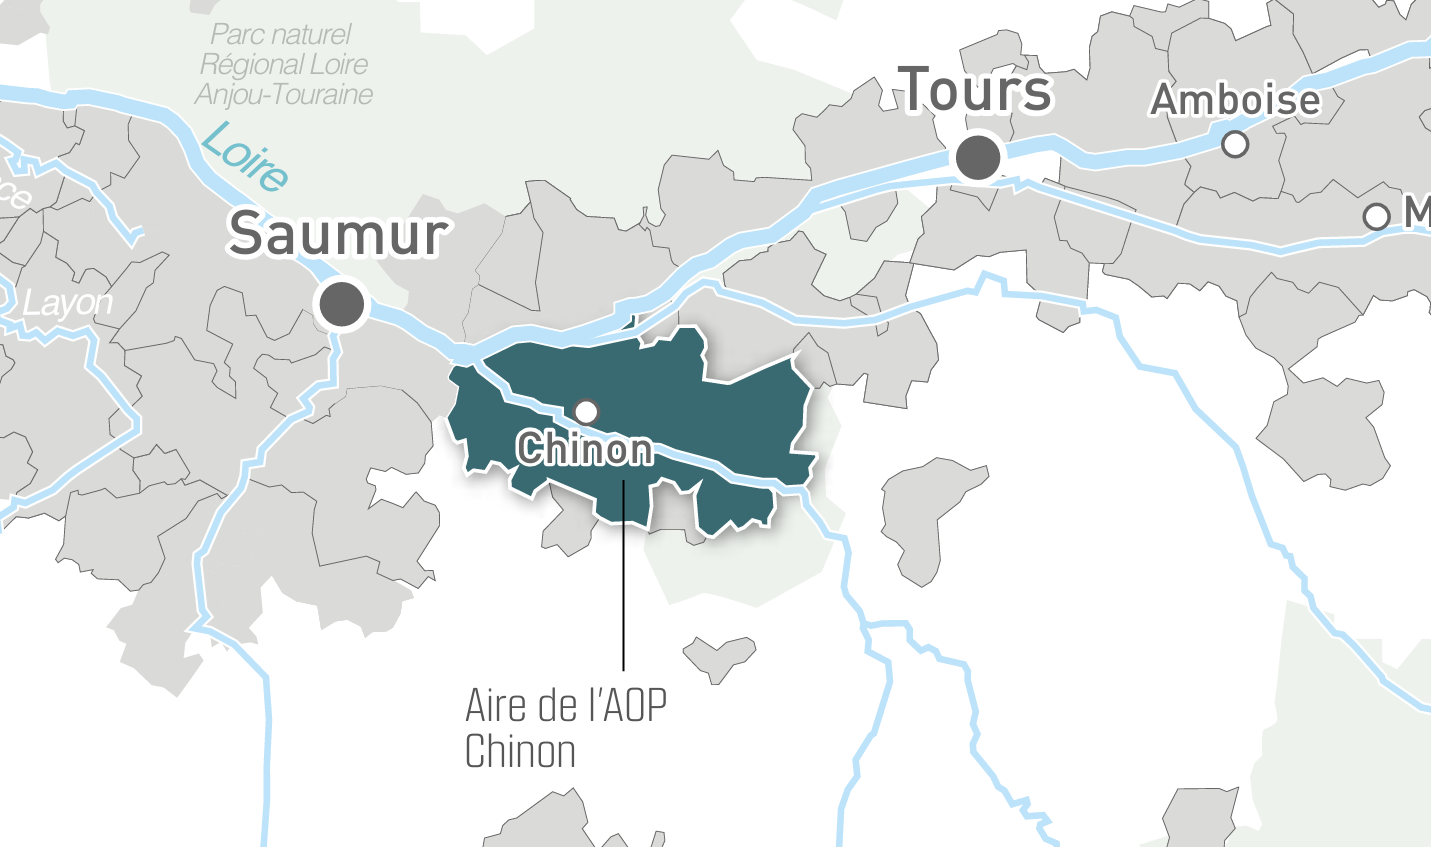 Parc naturel
Régional Loire
Anjou-Touraine
Tours
Amboise
Loire
Saumur
M
Layon
Chinon
Aire de l'AOP
Chinon